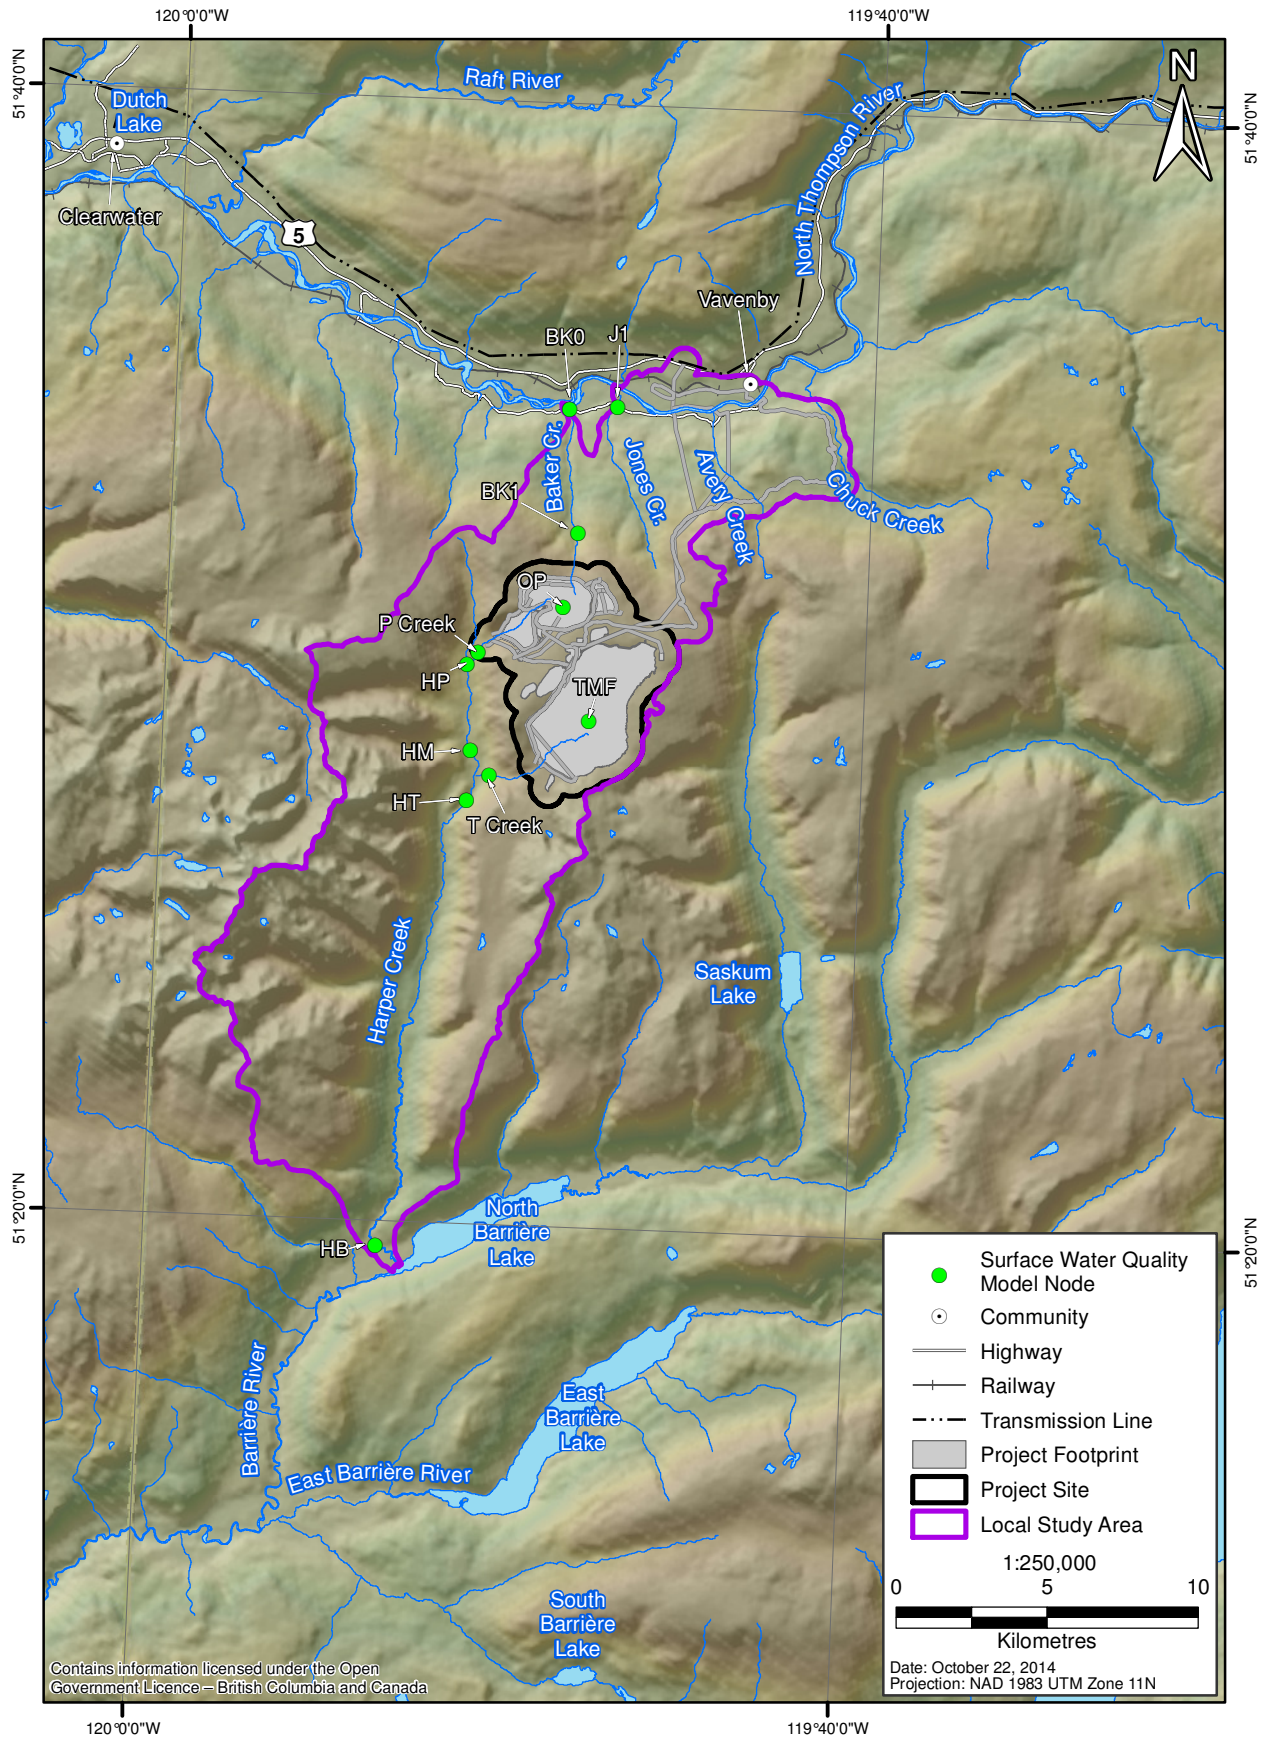 120°0'0"W
119°40'0"W
51°40'0"N
51°40'0"N
N
Raft River
Dutch
Lake
North Thompson River
Clearwater
5
Vavenby
BK0
J1
Baker Cr.
Jones Cr.
Avery Creek
Chuck Creek
BK1
OP
P Creek
HP
TMF
HM
HT
T Creek
Harper Creek
Saskum
Lake
51°20'0"N
51°20'0"N
North
Barrière
Lake
HB
Barrière River
East
Barrière
Lake
East Barrière River
South
Barrière
Lake
Surface Water Quality
Model Node
Community
Highway
Railway
Transmission Line
Project Footprint
Project Site
Local Study Area
1:250,000
0 5 10
Kilometres
Date: October 22, 2014
Projection: NAD 1983 UTM Zone 11N
Contains information licensed under the Open
Government Licence – British Columbia and Canada
120°0'0"W
119°40'0"W